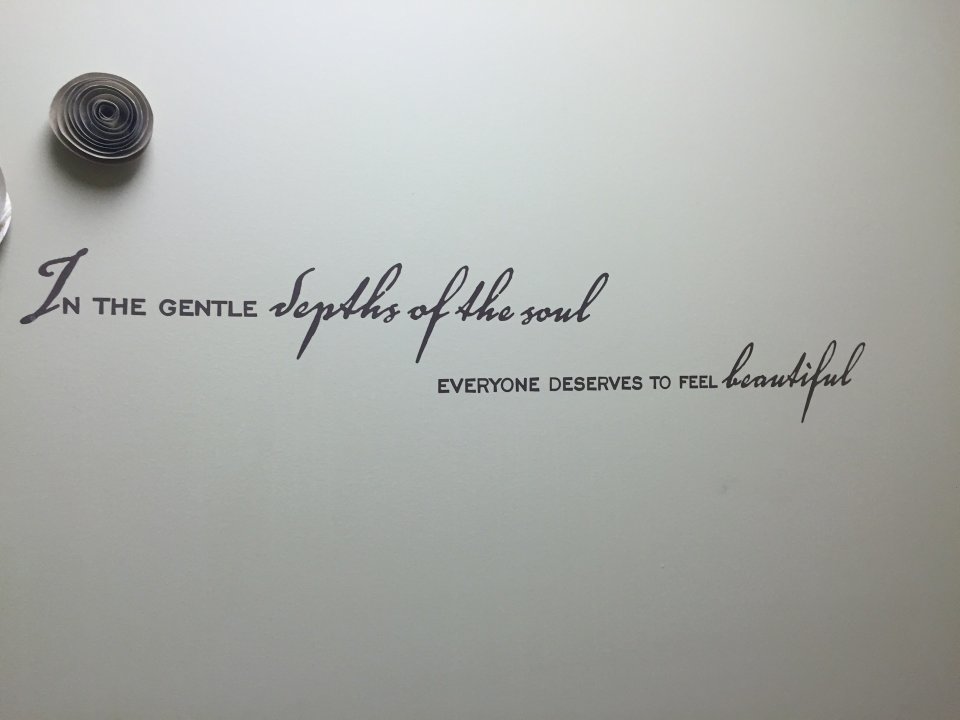 In the gentle depths of the soul
everyone deserves to feel beautiful